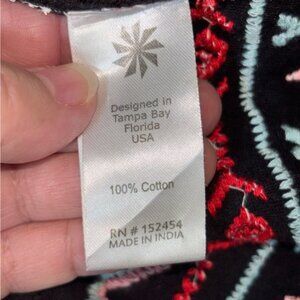 Designed in
Tampa Bay
Florida
USA
100% Cotton
RN # 152454
MADE IN INDIA